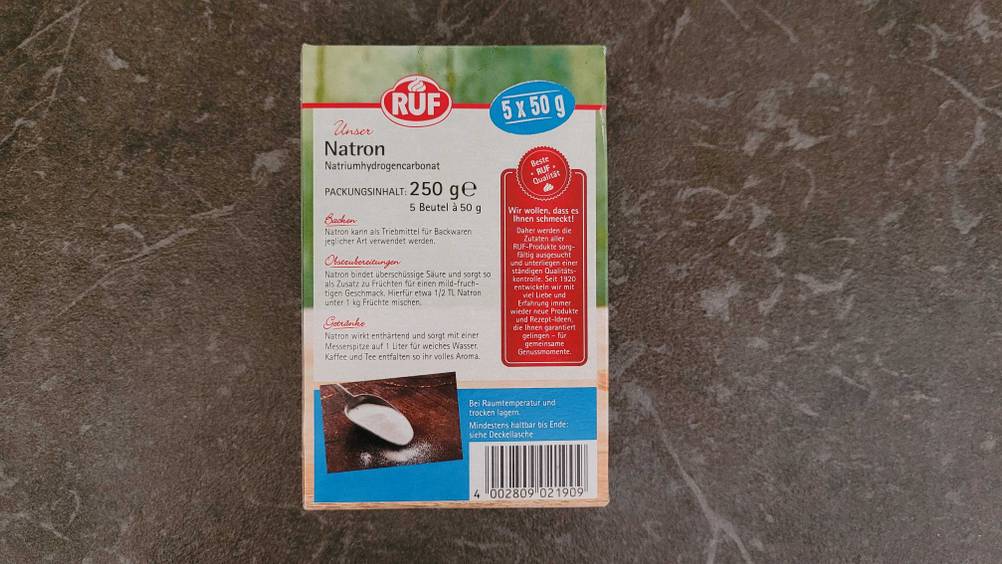 RUF
5 x 50 g
Unser
Natron
Natriumhydrogencarbonat
PACKUNGSINHALT: 250 g ℮
5 Beutel à 50 g
Backen
Natron kann als Triebmittel für Backwaren
jeglicher Art verwendet werden.
Obstzubereitungen
Natron bindet überschüssige Säure und sorgt so
als Zusatz zu Früchten für einen mild-fruch-
tigen Geschmack. Hierfür etwa 1/2 TL Natron
unter 1 kg Früchte mischen.
Getränke
Natron wirkt enthärtend und sorgt mit einer
Messerspitze auf 1 Liter für weiches Wasser.
Kaffee und Tee entfalten so ihr volles Aroma.
Beste
• RUF •
Qualität
Wir wollen, dass es
Ihnen schmeckt!
Daher werden die
Zutaten aller
RUF-Produkte sorg-
fältig ausgesucht
und unterliegen einer
ständigen Qualitäts-
kontrolle. Seit 1920
entwickeln wir mit
viel Liebe und
Erfahrung immer
wieder neue Produkte
und Rezept-Ideen,
die Ihnen garantiert
gelingen – für
gemeinsame
Genussmomente.
Bei Raumtemperatur und
trocken lagern.
Mindestens haltbar bis Ende:
siehe Deckellasche
4 002809 021909